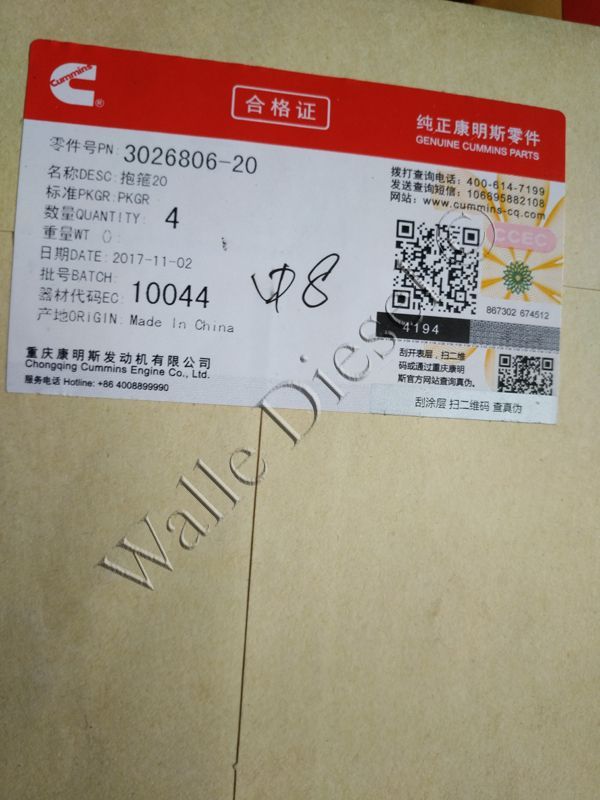 Cummins
®
合格证
纯正康明斯零件
GENUINE CUMMINS PARTS
零件号PN: 3026806-20
名称DESC: 抱箍20
标准PKGR: PKGR
数量QUANTITY: 4
重量WT 0:
日期DATE: 2017-11-02
批号BATCH:
器材代码EC: 10044
产地ORIGIN: Made In China
重庆康明斯发动机有限公司
Chongqing Cummins Engine Co., Ltd.
服务电话 Hotline: +86 4008899990
拨打查询电话: 400-614-7199
发送查询短信: 106695882108
网站: www.cummins-cq.com
CCEC
867302 674512
4194
刮开表层，扫二维
码或通过重庆康明
斯官方网站查询真伪。
刮涂层 扫二维码 查真伪
Walle Diesel